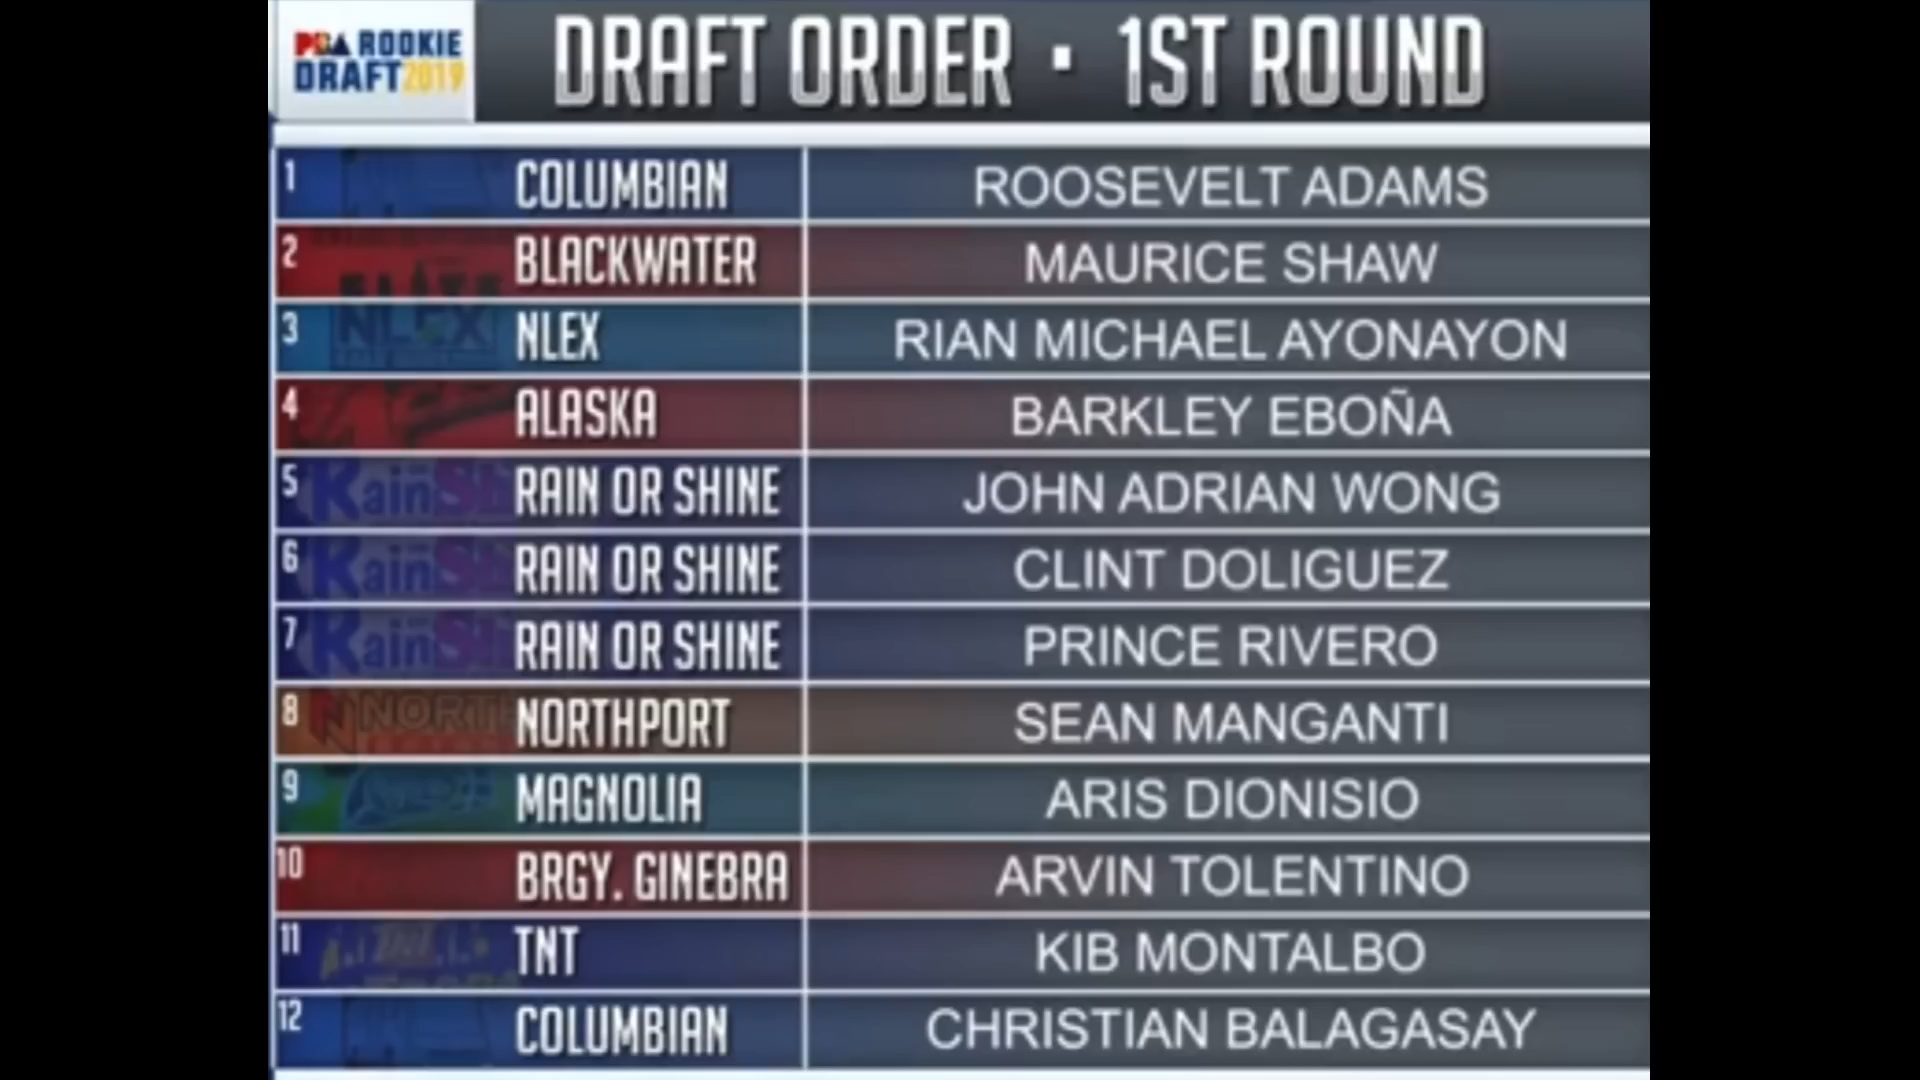 PBA ROOKIE
DRAFT 2019
DRAFT ORDER • 1ST ROUND
1 COLUMBIAN ROOSEVELT ADAMS
2 BLACKWATER MAURICE SHAW
3 NLEX NLEX RIAN MICHAEL AYONAYON
4 ALASKA BARKLEY EBOÑA
5 RAIN OR SHINE JOHN ADRIAN WONG
6 RAIN OR SHINE CLINT DOLIGUEZ
7 RAIN OR SHINE PRINCE RIVERO
8 NORTHPORT SEAN MANGANTI
9 MAGNOLIA ARIS DIONISIO
10 BRGY. GINEBRA ARVIN TOLENTINO
11 TNT KIB MONTALBO
12 COLUMBIAN CHRISTIAN BALAGASAY